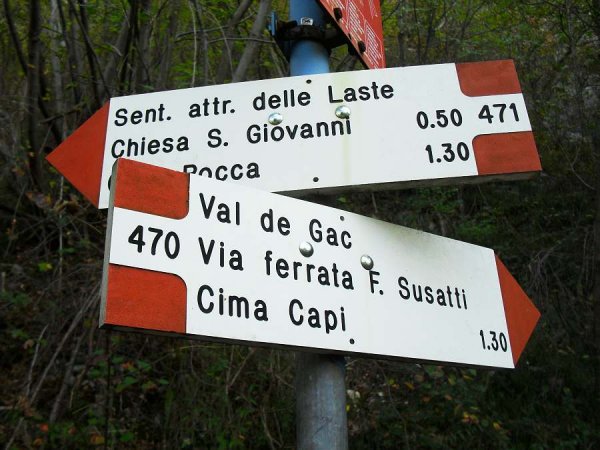 Sent. attr. delle Laste
Chiesa S. Giovanni 0.50 471
Rocca 1.30
Val de Gac
470 Via ferrata F. Susatti
Cima Capi 1.30